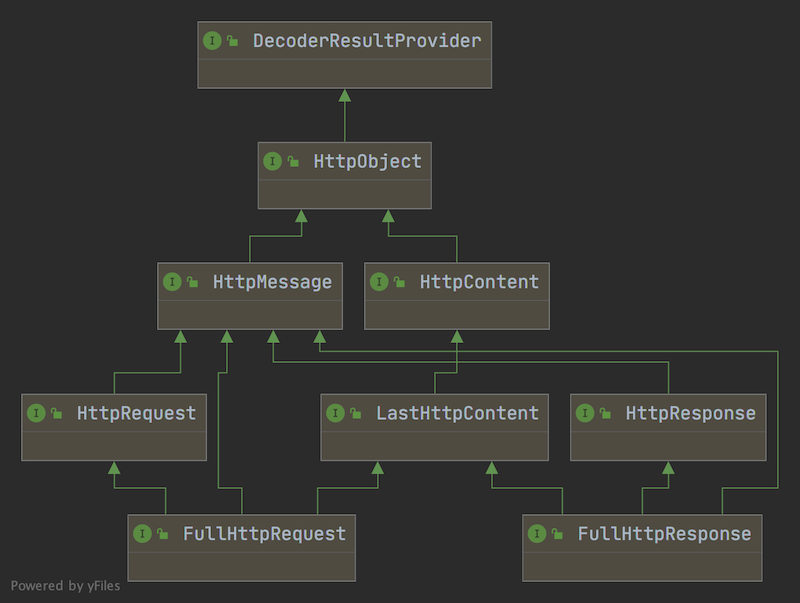 I DecoderResultProvider
I HttpObject
I HttpMessage
I HttpContent
I HttpRequest
I LastHttpContent
I HttpResponse
I FullHttpRequest
I FullHttpResponse
Powered by yFiles